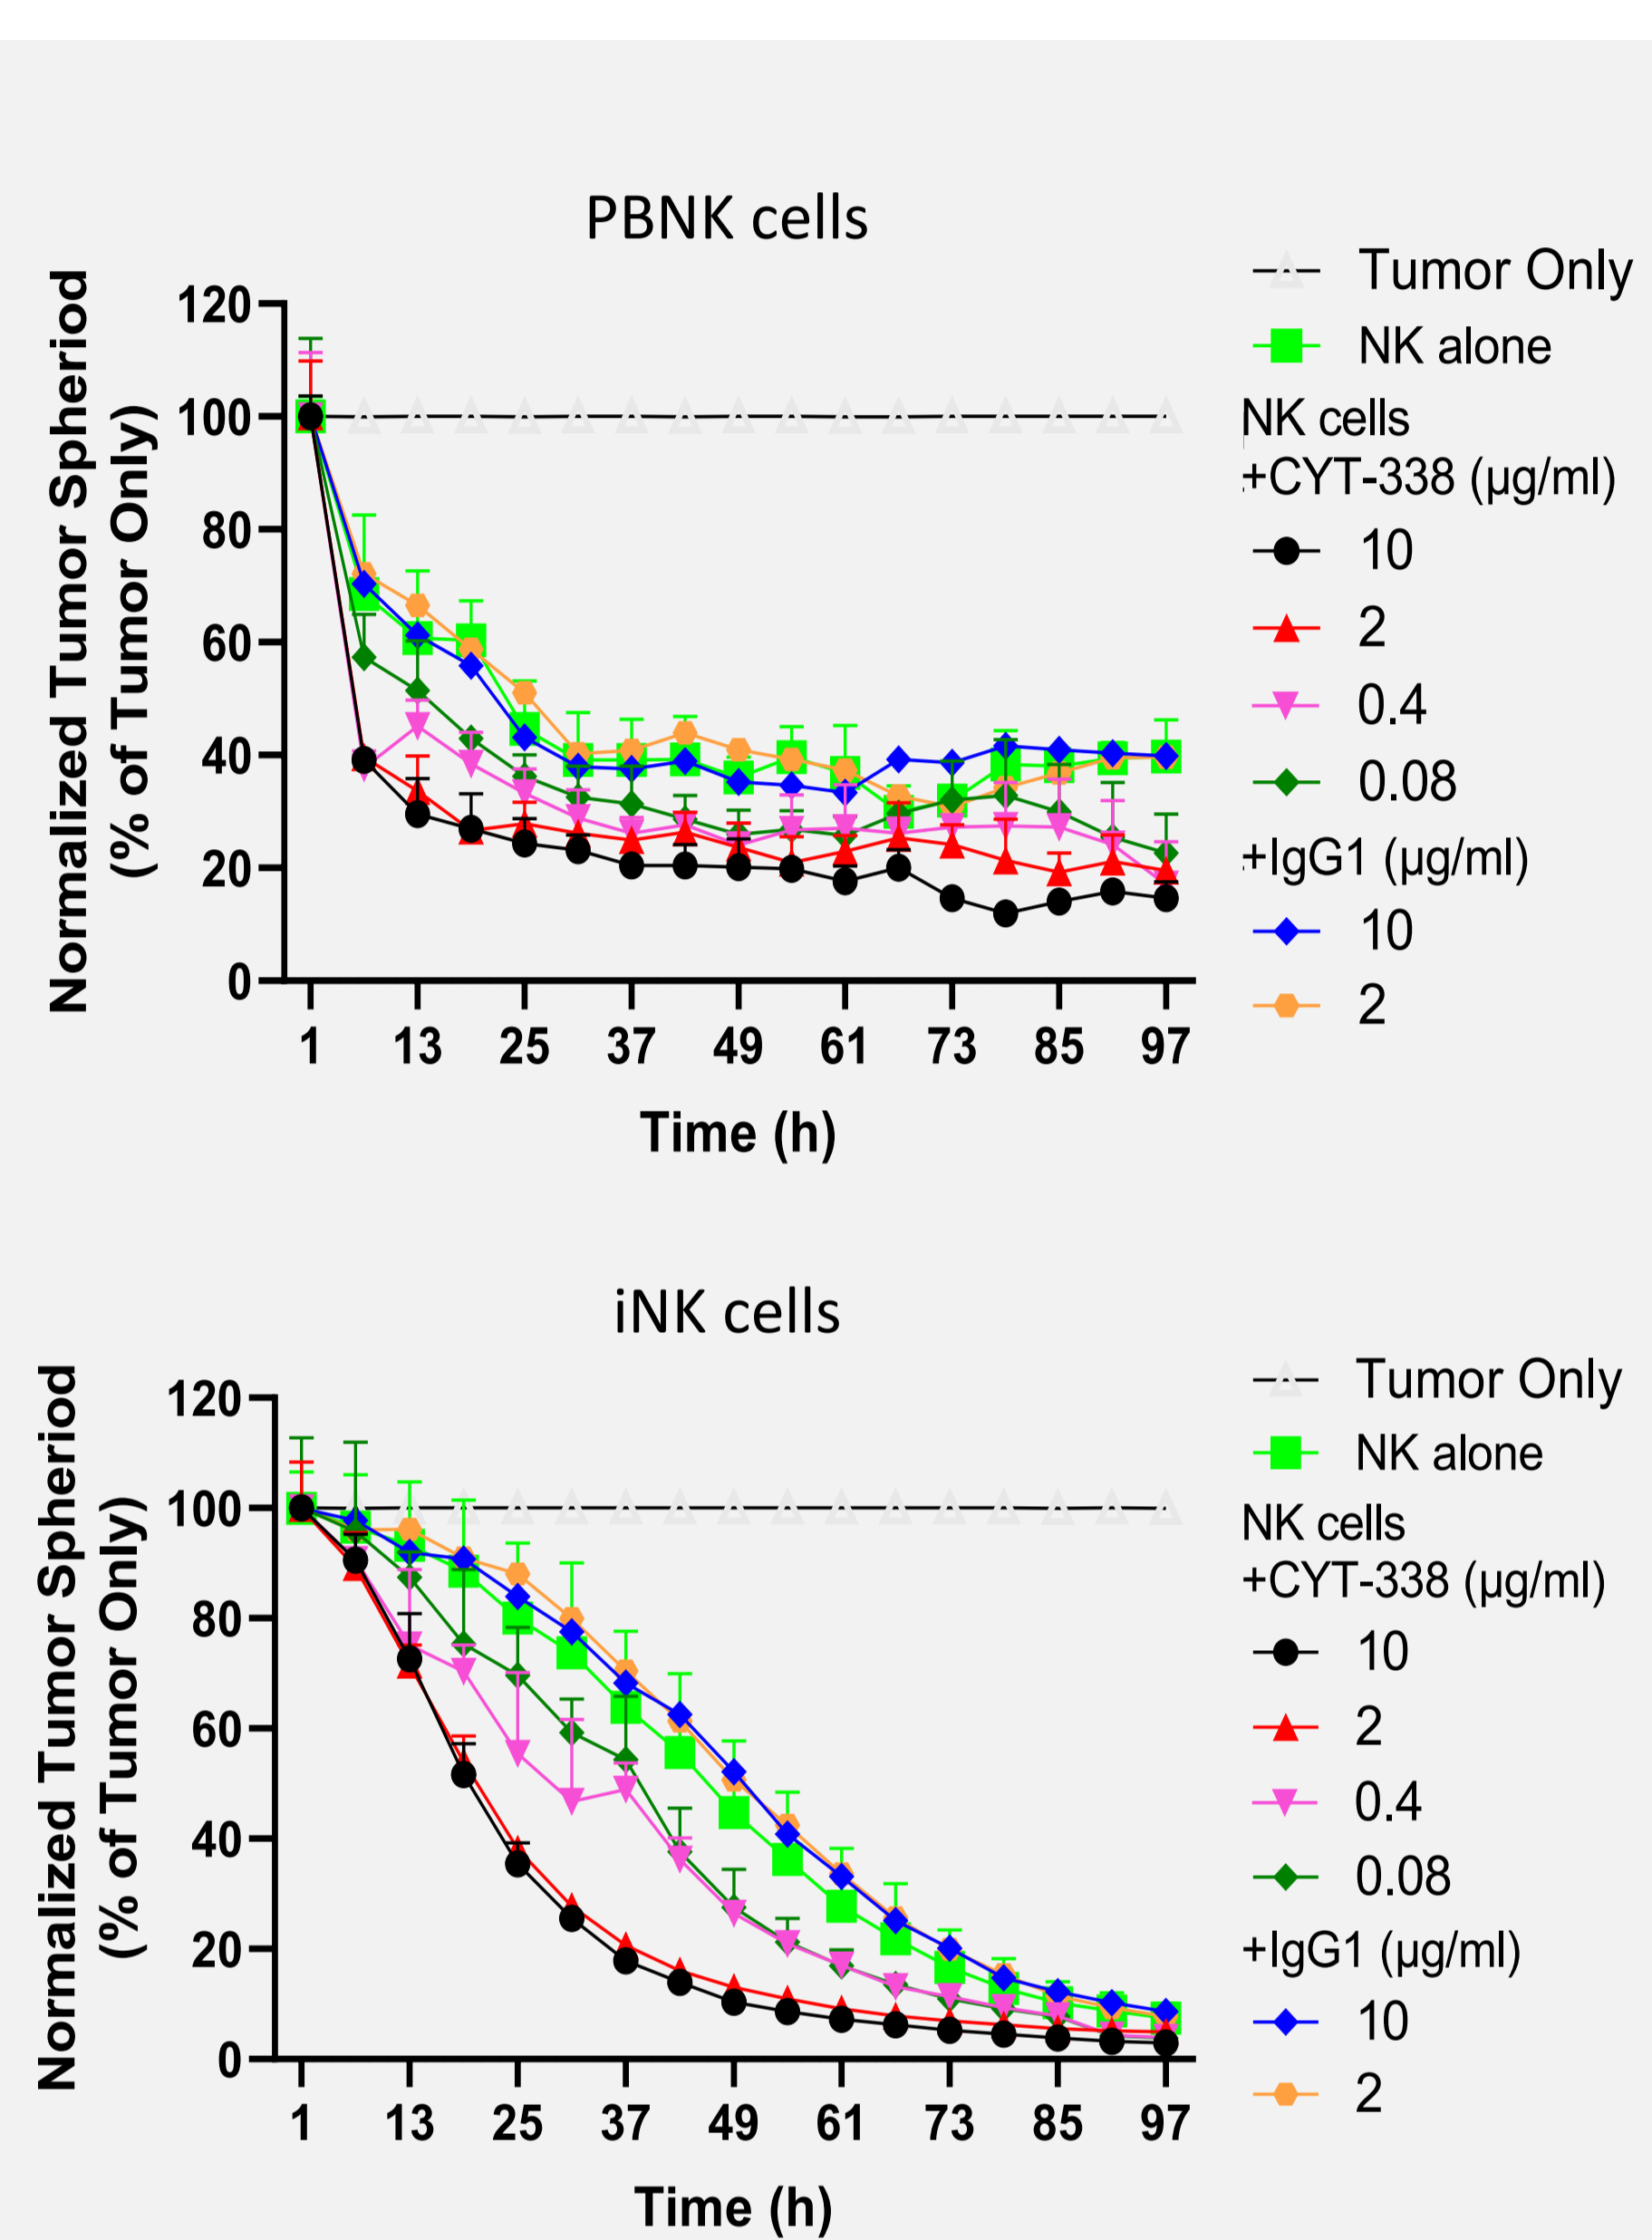 PBNK cells
Normalized Tumor Spheriod
(% of Tumor Only)
120
100
80
60
40
20
0
1 13 25 37 49 61 73 85 97
Time (h)
Tumor Only
NK alone
NK cells
+CYT-338 (µg/ml)
10
2
0.4
0.08
+IgG1 (µg/ml)
10
2
iNK cells
Normalized Tumor Spheriod
(% of Tumor Only)
120
100
80
60
40
20
0
1 13 25 37 49 61 73 85 97
Time (h)
Tumor Only
NK alone
NK cells
+CYT-338 (µg/ml)
10
2
0.4
0.08
+IgG1 (µg/ml)
10
2